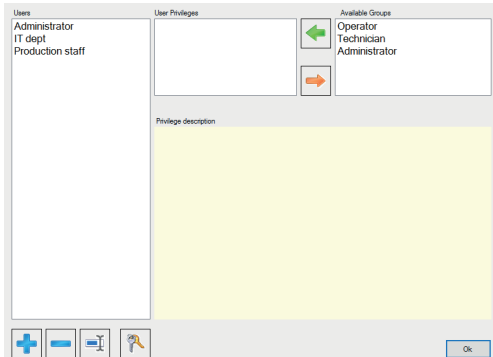 Users
Administrator
IT dept
Production staff
User Privileges
Available Groups
Operator
Technician
Administrator
Privilege description
Ok